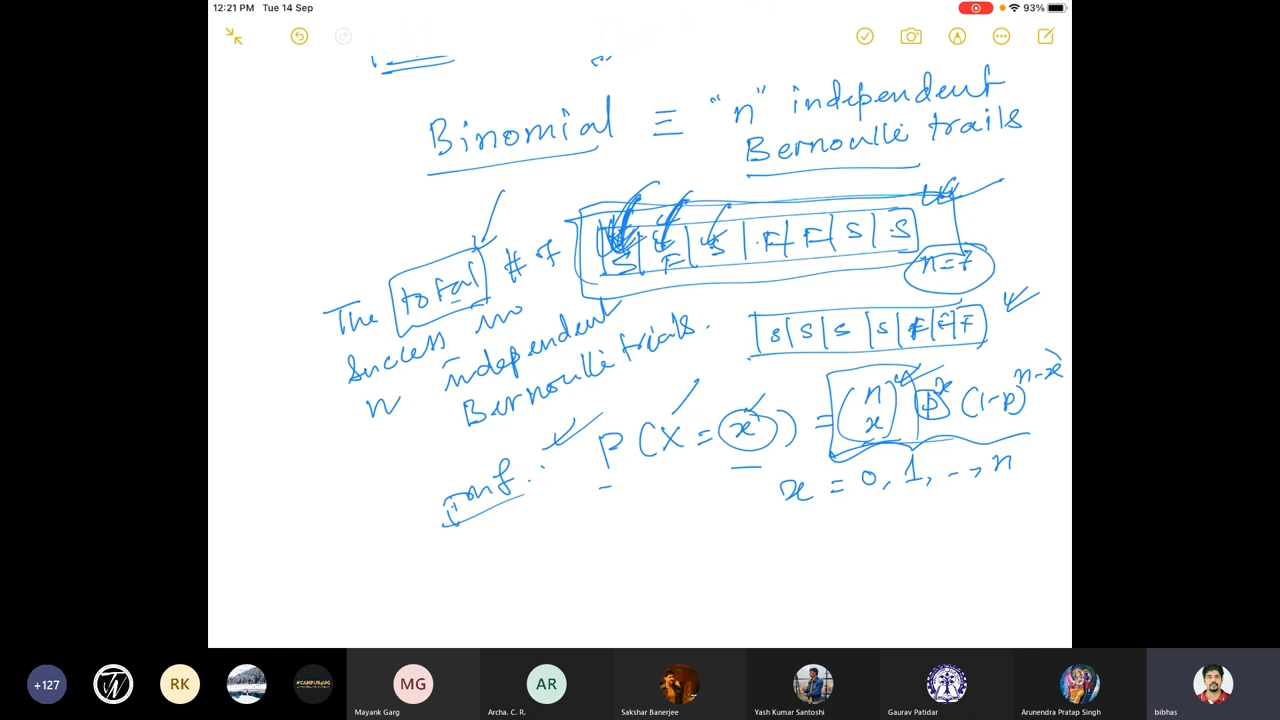 12:21 PM Tue 14 Sep
93%
Binomial ≡ "n" independent
Bernoulli trails
The total # of
S | F | S | F | F | S | S
n=7
success in
n independent
Bernoulli trials.
S | S | S | S | F | F | F
pmf: P(X = x) = (n x) p^x (1-p)^{n-x}
x = 0, 1, .., n
+127
RK
MG
AR
Mayank Garg
Archa. C. R.
Sakshar Banerjee
Yash Kumar Santoshi
Gaurav Patidar
Arunendra Pratap Singh
bibhas